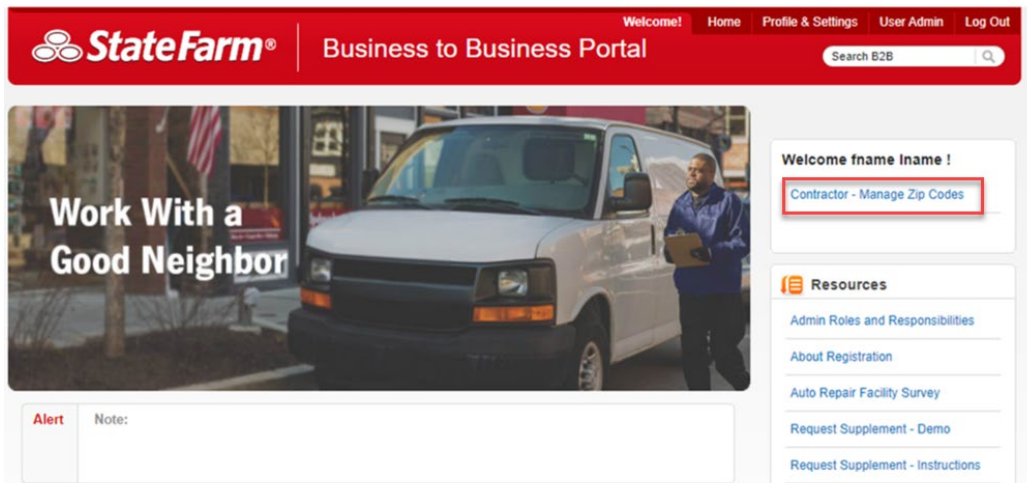 Welcome! Home Profile & Settings User Admin Log Out
StateFarm®
Business to Business Portal
Search B2B
Work With a
Good Neighbor
Welcome fname lname !
Contractor - Manage Zip Codes
Resources
Admin Roles and Responsibilities
About Registration
Auto Repair Facility Survey
Request Supplement - Demo
Request Supplement - Instructions
Alert Note: